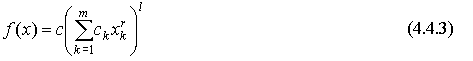 f(x) = c(∑_{k=1}^{m} c_k x_k^r)^l (4.4.3)